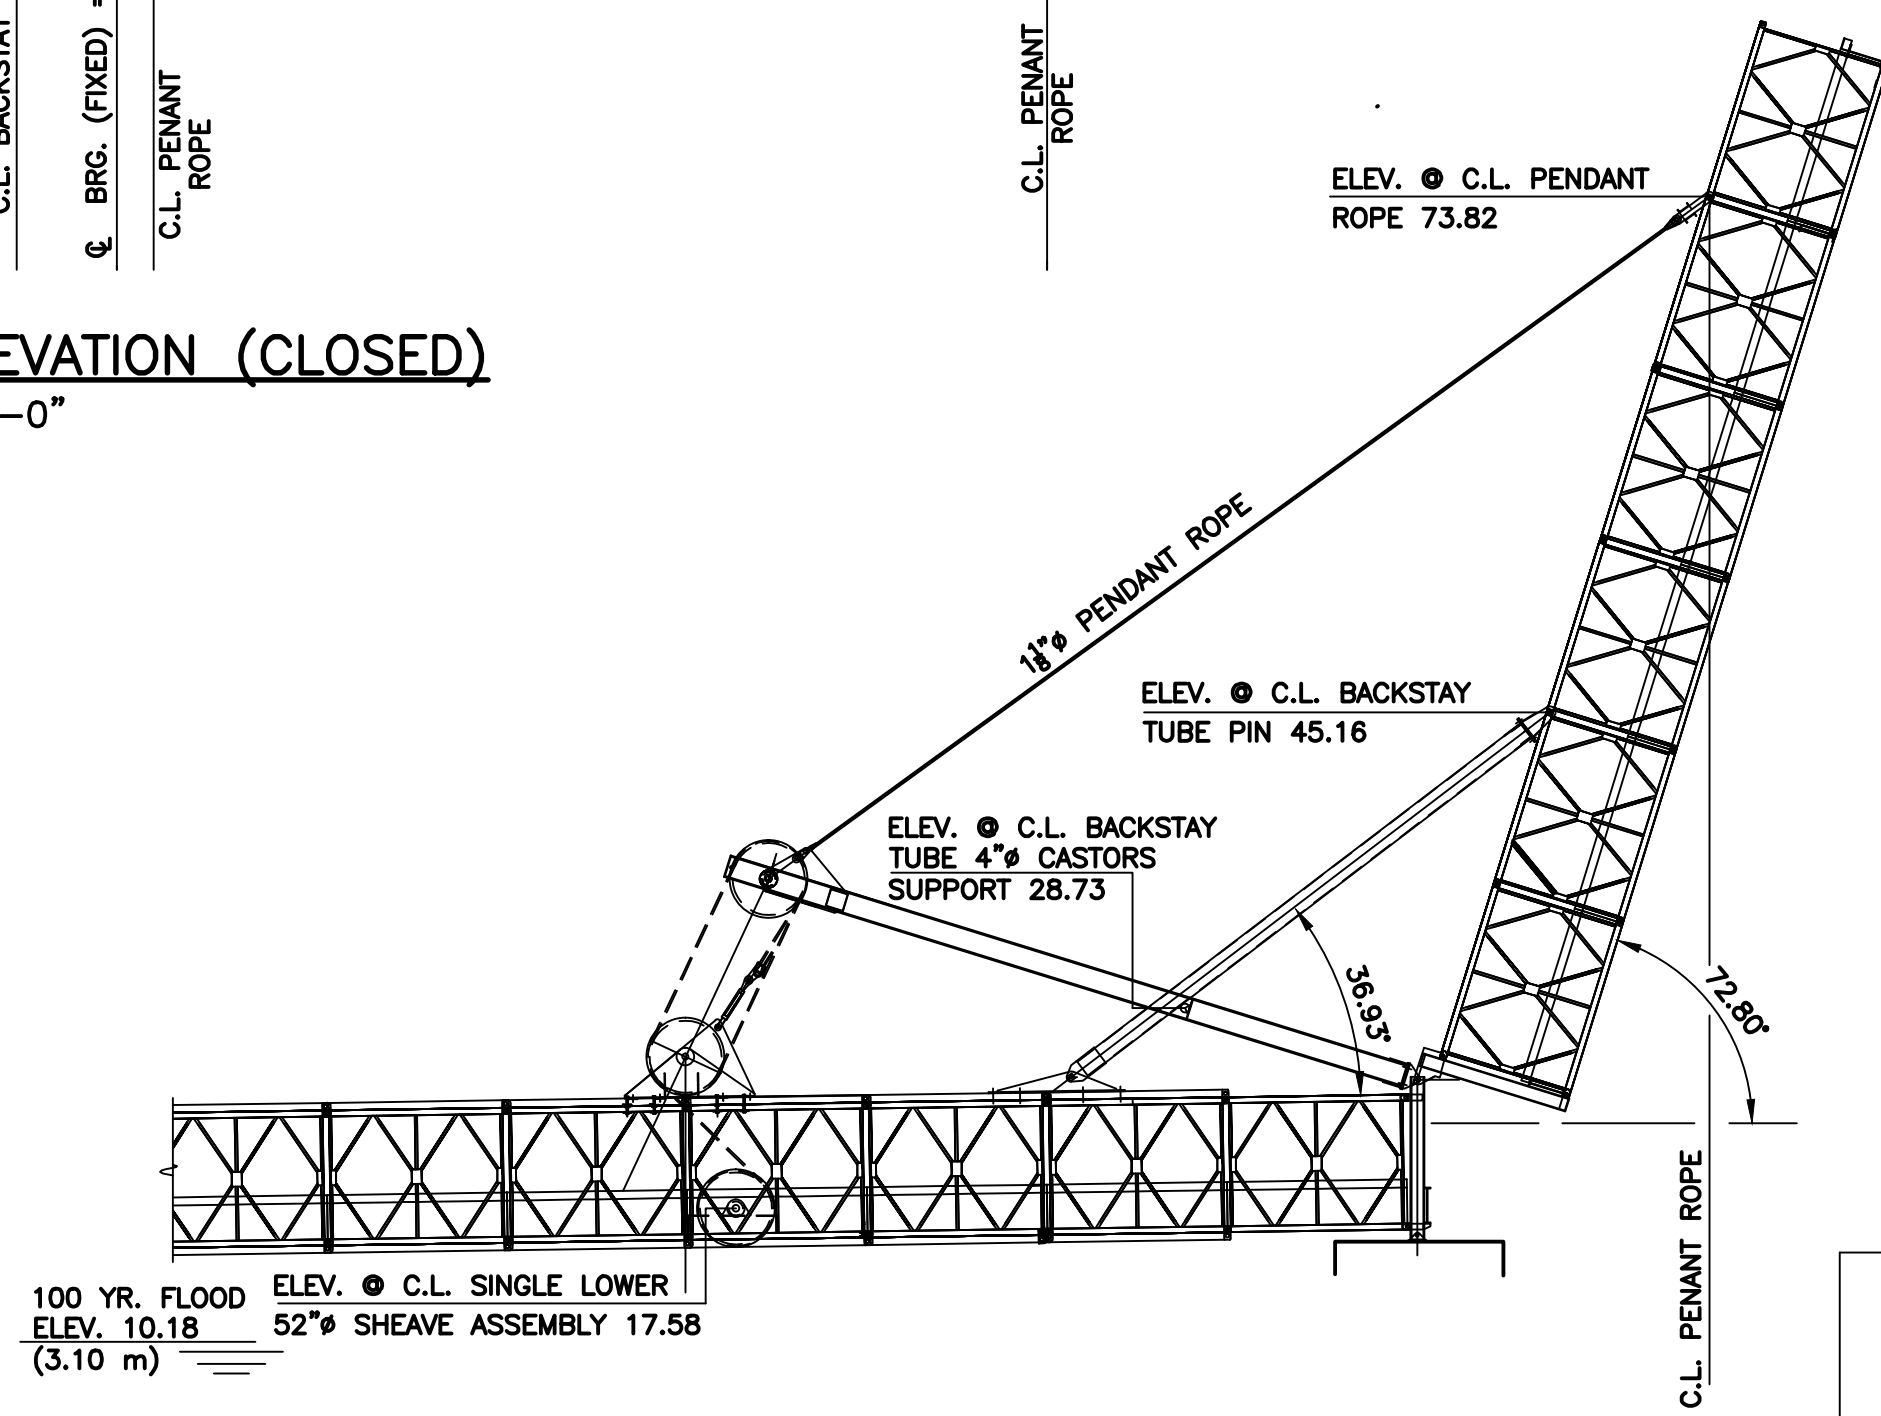 C.L. BACKSTAY
℄ BRG. (FIXED) =
C.L. PENANT
ROPE
C.L. PENANT
ROPE
ELEV. @ C.L. PENDANT
ROPE 73.82
EVATION (CLOSED)
–0”
1 1/8”ø PENDANT ROPE
ELEV. @ C.L. BACKSTAY
TUBE PIN 45.16
ELEV. @ C.L. BACKSTAY
TUBE 4”ø CASTORS
SUPPORT 28.73
36.93°
72.80°
C.L. PENANT ROPE
100 YR. FLOOD
ELEV. 10.18
(3.10 m)
ELEV. @ C.L. SINGLE LOWER
52”ø SHEAVE ASSEMBLY 17.58